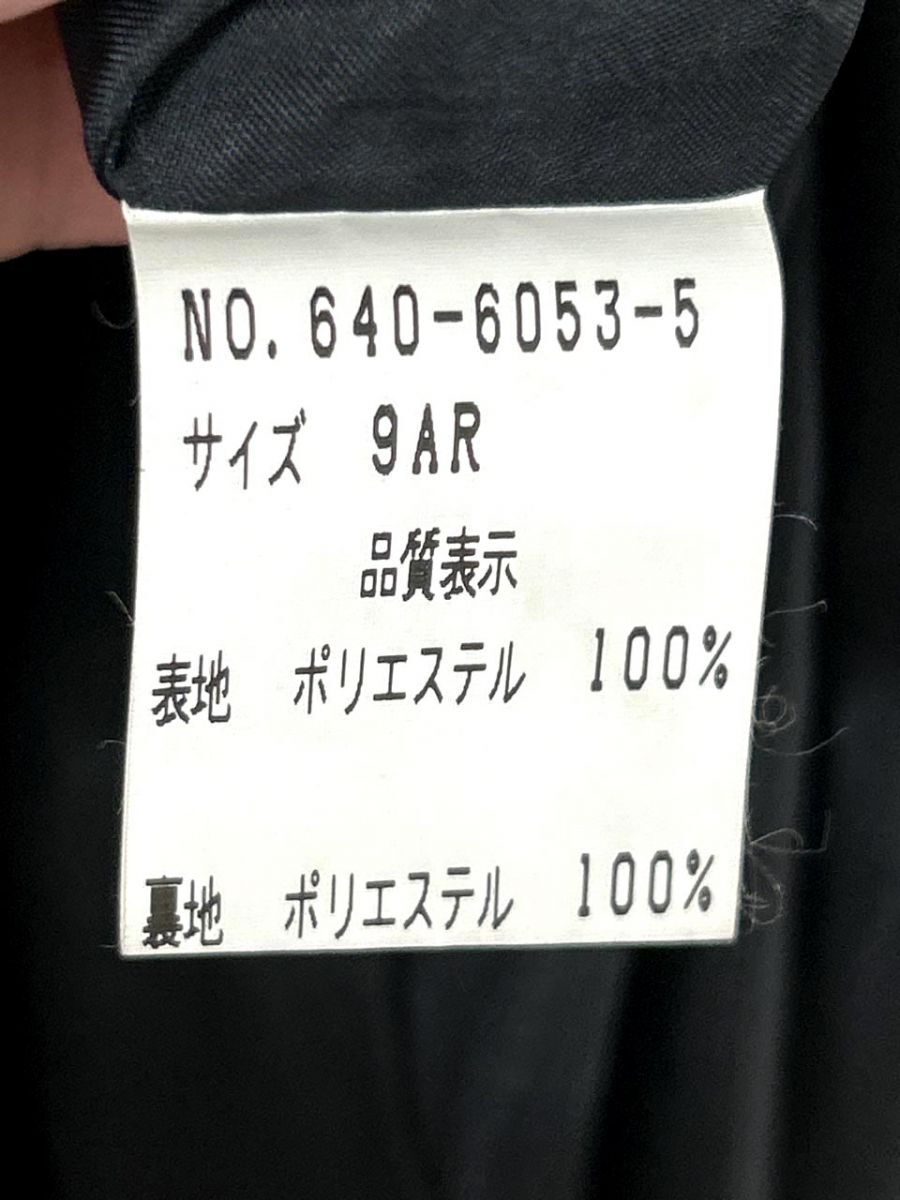 NO.640-6053-5
サイズ 9AR
品質表示
表地 ポリエステル 100%
裏地 ポリエステル 100%